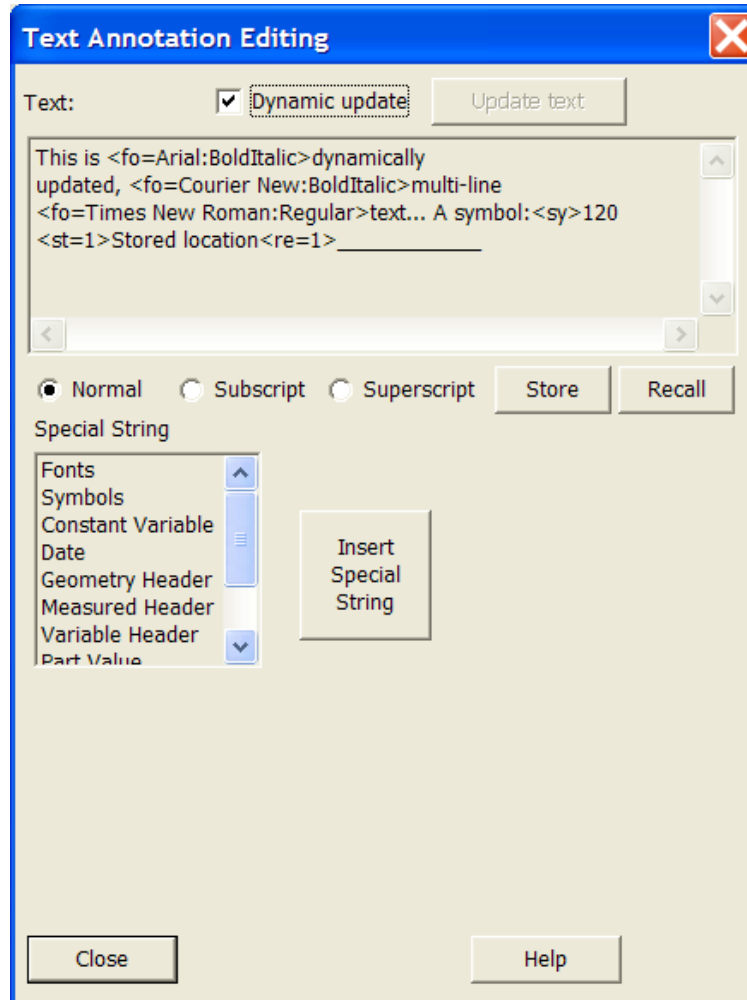 Text Annotation Editing
Text: Dynamic update Update text
This is <fo=Arial:BoldItalic>dynamically
updated, <fo=Courier New:BoldItalic>multi-line
<fo=Times New Roman:Regular>text... A symbol:<sy>120
<st=1>Stored location<re=1>_____________
Normal Subscript Superscript Store Recall
Special String
Fonts
Symbols
Constant Variable
Date
Geometry Header
Measured Header
Variable Header
Part Value
Insert
Special
String
Close Help